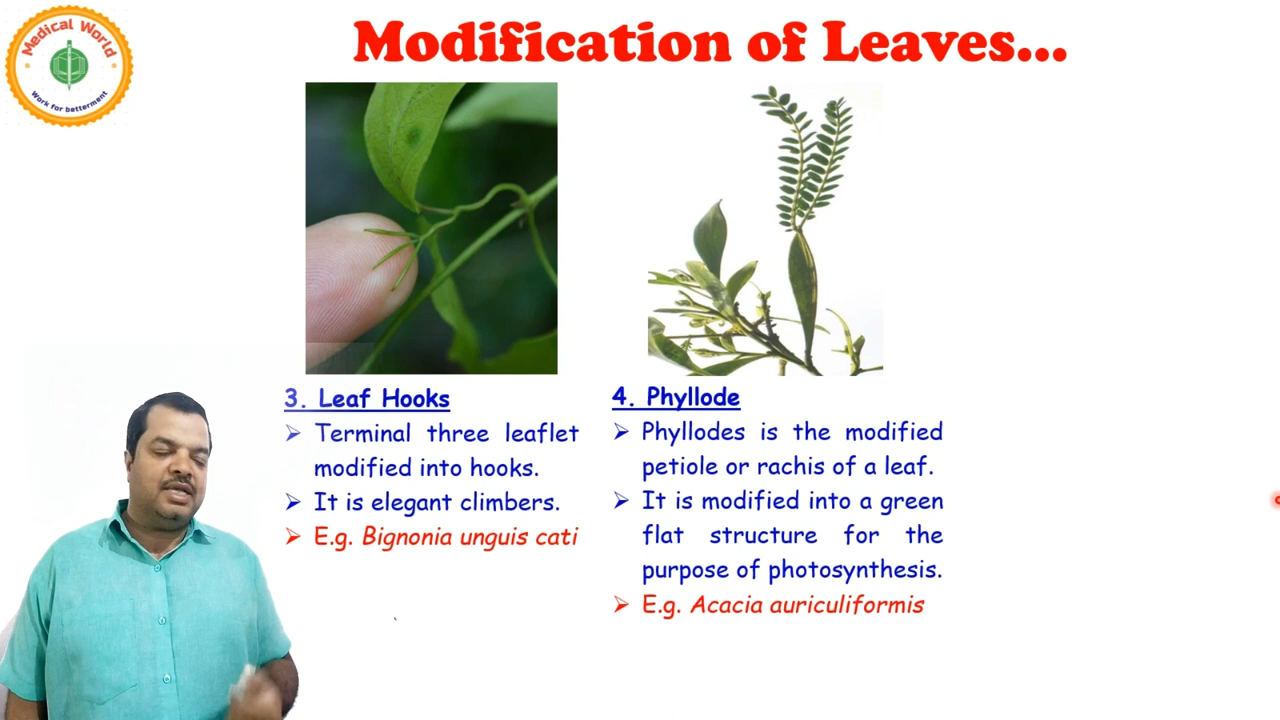 Medical World
Work for betterment
Modification of Leaves...
3. Leaf Hooks
➢ Terminal three leaflet
modified into hooks.
➢ It is elegant climbers.
➢ E.g. Bignonia unguis cati
4. Phyllode
➢ Phyllodes is the modified
petiole or rachis of a leaf.
➢ It is modified into a green
flat structure for the
purpose of photosynthesis.
➢ E.g. Acacia auriculiformis